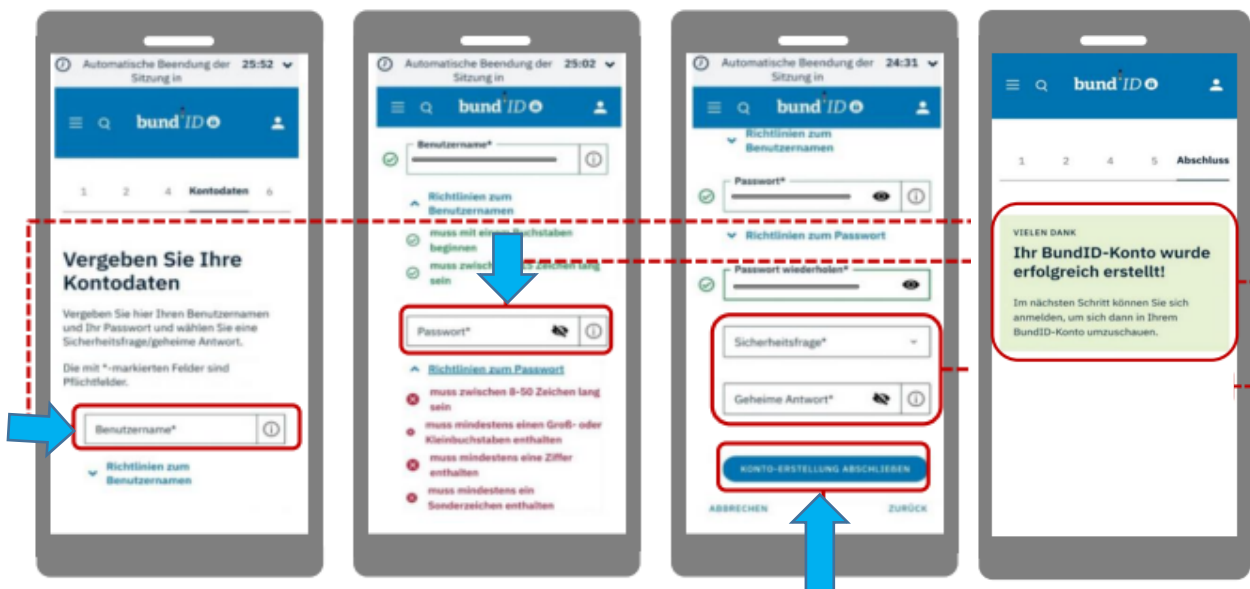 Automatische Beendung der 25:52
Sitzung in
bund ID
1 2 4 Kontodaten 6
Vergeben Sie Ihre
Kontodaten
Vergeben Sie hier Ihren Benutzernamen
und Ihr Passwort und wählen Sie eine
Sicherheitsfrage/geheime Antwort.
Die mit *-markierten Felder sind
Pflichtfelder.
Benutzername*
Richtlinien zum
Benutzernamen
Automatische Beendung der 25:02
Sitzung in
bund ID
Benutzername*
Richtlinien zum
Benutzernamen
muss mit einem Buchstaben
beginnen
muss zwischen 15 Zeichen lang
sein
Passwort*
Richtlinien zum Passwort
muss zwischen 8-50 Zeichen lang
sein
muss mindestens einen Groß- oder
Kleinbuchstaben enthalten
muss mindestens eine Ziffer
enthalten
muss mindestens ein
Sonderzeichen enthalten
Automatische Beendung der 24:31
Sitzung in
bund ID
Richtlinien zum
Benutzernamen
Passwort*
Richtlinien zum Passwort
Passwort wiederholen*
Sicherheitsfrage*
Geheime Antwort*
KONTO-ERSTELLUNG ABSCHLIEßEN
ABBRECHEN ZURÜCK
bund ID
1 2 4 5 Abschluss
VIELEN DANK
Ihr BundID-Konto wurde
erfolgreich erstellt!
Im nächsten Schritt können Sie sich
anmelden, um sich dann in Ihrem
BundID-Konto umzuschauen.